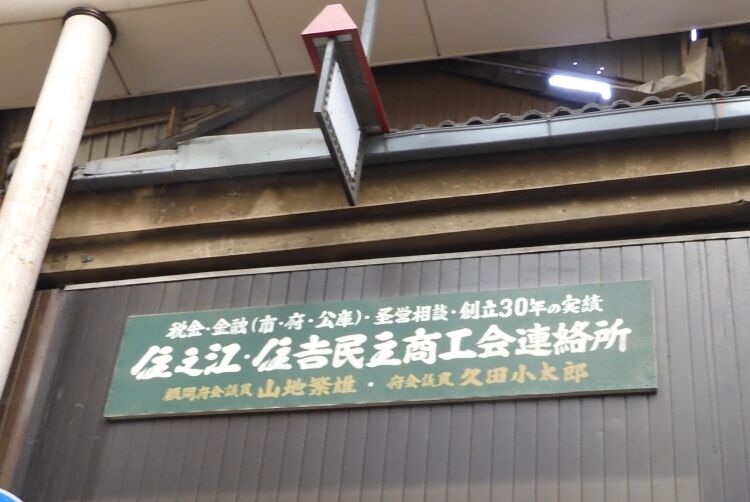 税金・金融(市・府・公庫)・経営相談・創立30年の実績
住之江・住吉民主商工会連絡所
顧問府会議員 山地繁雄・府会議員 久田小太郎